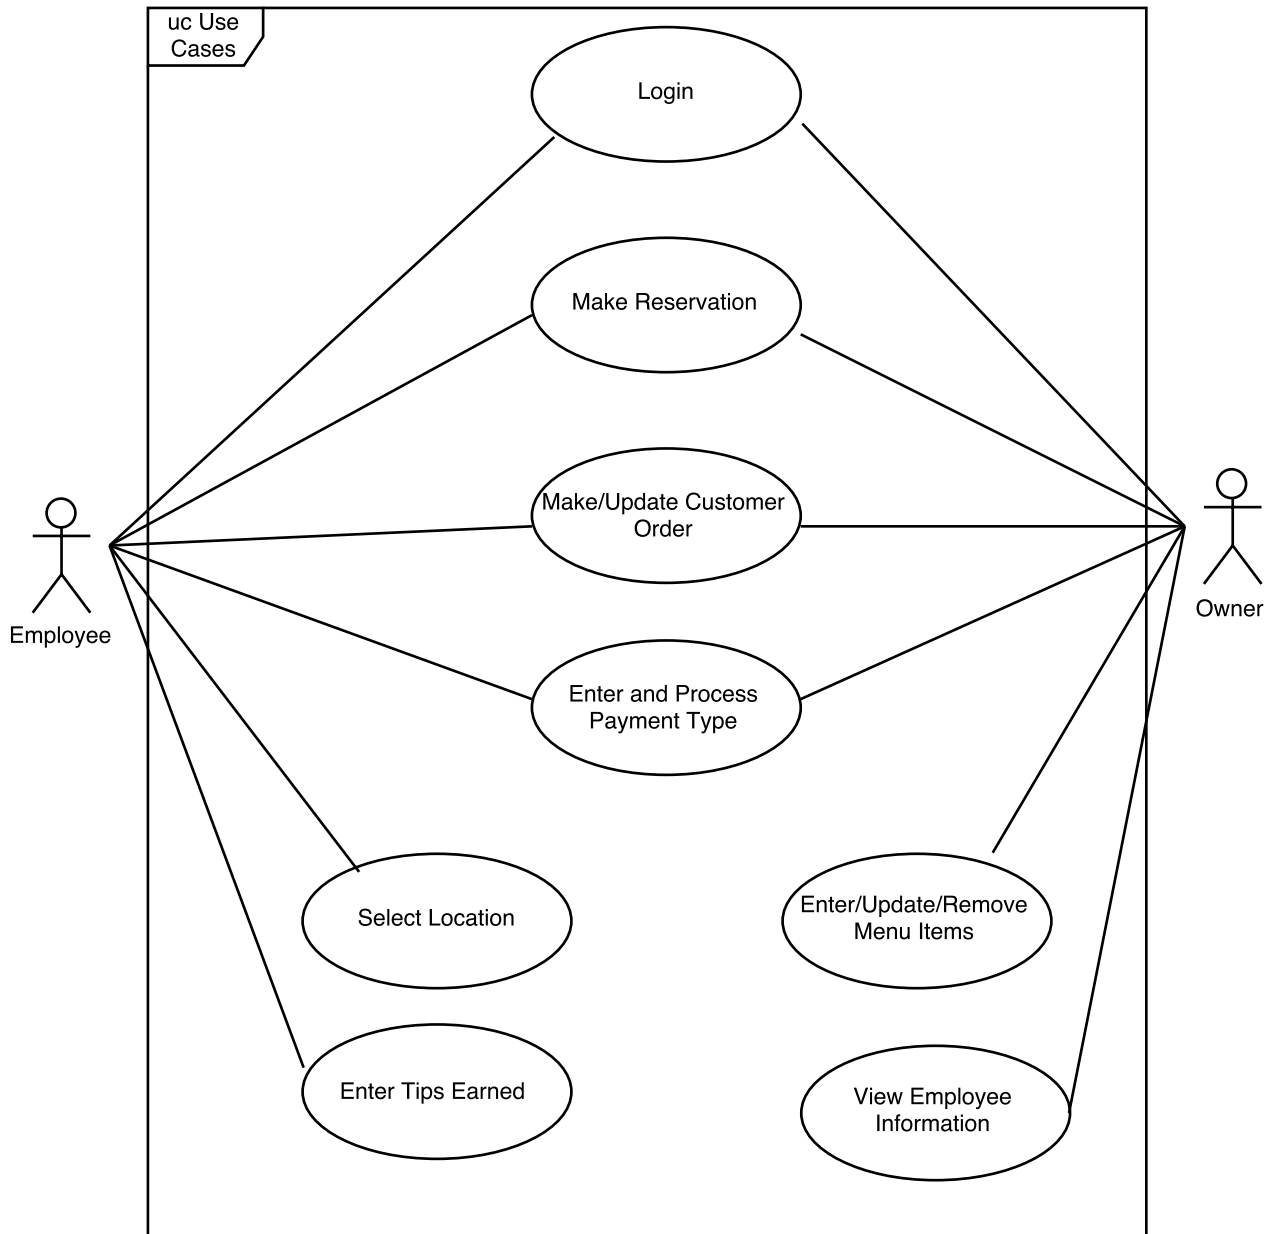 uc Use
Cases
Login
Make Reservation
Make/Update Customer
Order
Employee
Owner
Enter and Process
Payment Type
Select Location
Enter/Update/Remove
Menu Items
Enter Tips Earned
View Employee
Information